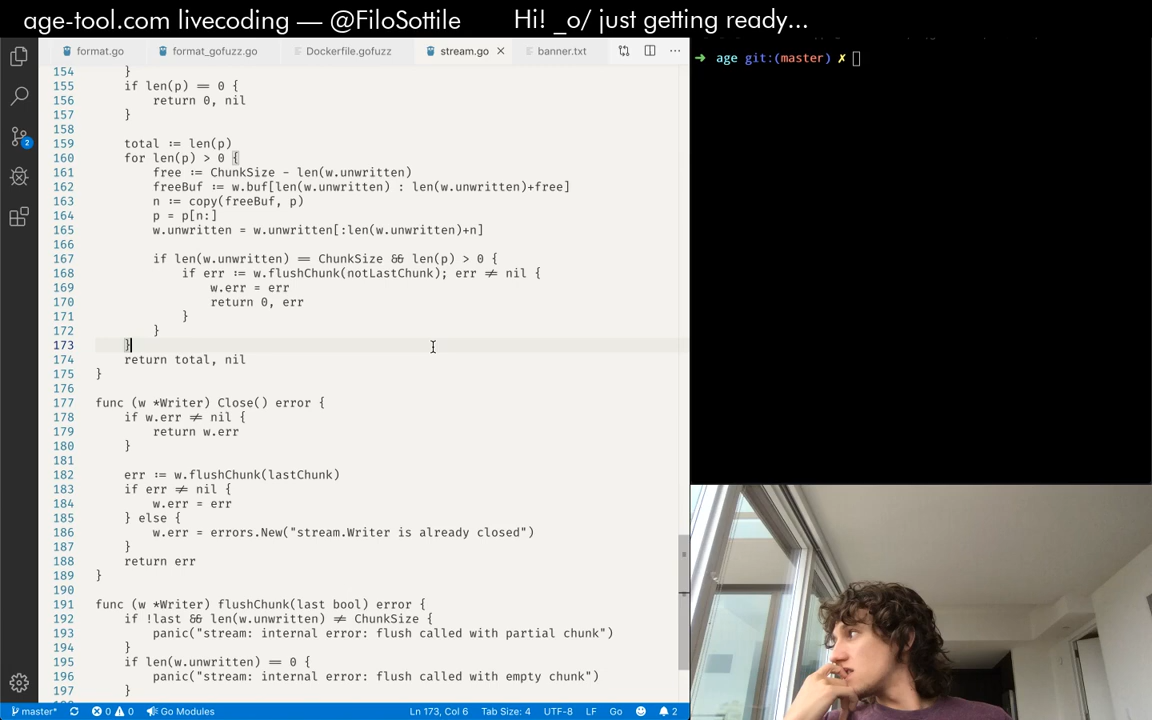 age-tool.com livecoding — @FiloSottile
Hi! _o/ just getting ready...
format.go
format_gofuzz.go
Dockerfile.gofuzz
stream.go
banner.txt
154 }
155 if len(p) == 0 {
156 return 0, nil
157 }
158
159 total := len(p)
160 for len(p) > 0 {
161 free := ChunkSize - len(w.unwritten)
162 freeBuf := w.buf[len(w.unwritten) : len(w.unwritten)+free]
163 n := copy(freeBuf, p)
164 p = p[n:]
165 w.unwritten = w.unwritten[:len(w.unwritten)+n]
166
167 if len(w.unwritten) == ChunkSize && len(p) > 0 {
168 if err := w.flushChunk(notLastChunk); err != nil {
169 w.err = err
170 return 0, err
171 }
172 }
173 }
174 return total, nil
175 }
176
177 func (w *Writer) Close() error {
178 if w.err != nil {
179 return w.err
180 }
181
182 err := w.flushChunk(lastChunk)
183 if err != nil {
184 w.err = err
185 } else {
186 w.err = errors.New("stream.Writer is already closed")
187 }
188 return err
189 }
190
191 func (w *Writer) flushChunk(last bool) error {
192 if !last && len(w.unwritten) != ChunkSize {
193 panic("stream: internal error: flush called with partial chunk")
194 }
195 if len(w.unwritten) == 0 {
196 panic("stream: internal error: flush called with empty chunk")
197 }
➜ age git:(master) ✗
2
master* 0 0 Go Modules Ln 173, Col 6 Tab Size: 4 UTF-8 LF Go 2